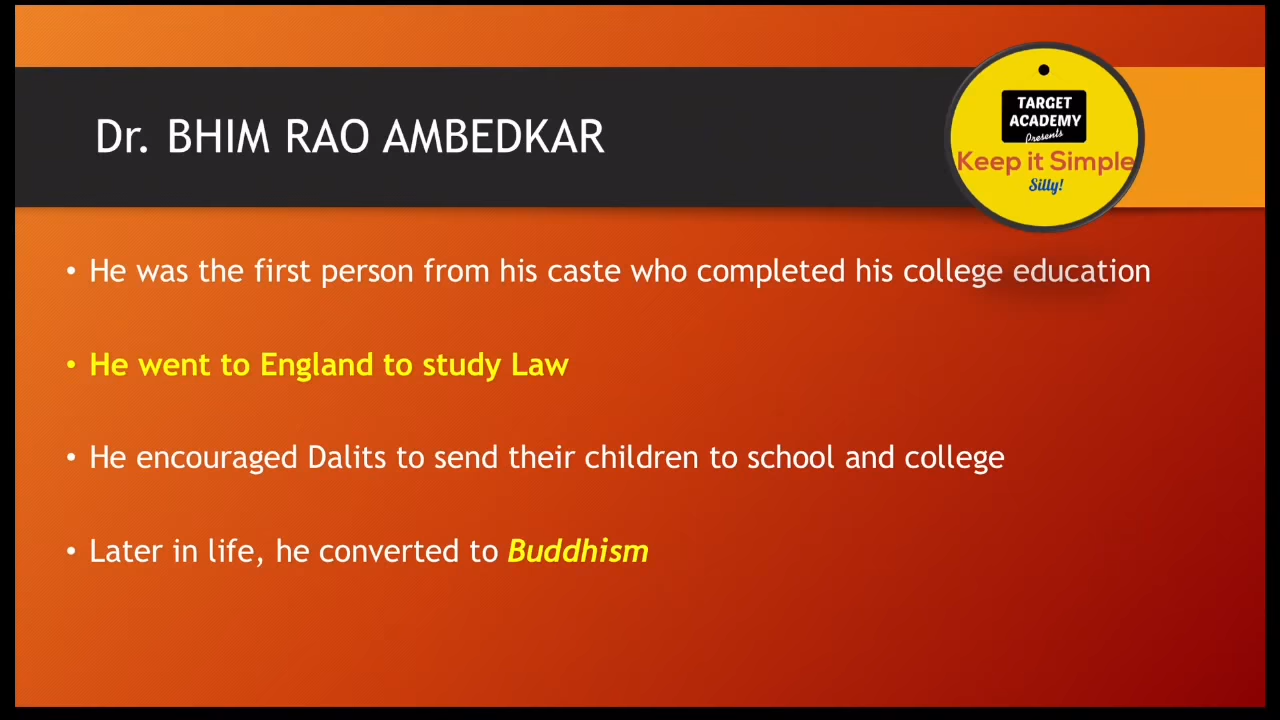 Dr. BHIM RAO AMBEDKAR
TARGET
ACADEMY
Presents
Keep it Simple
Silly!
• He was the first person from his caste who completed his college education
• He went to England to study Law
• He encouraged Dalits to send their children to school and college
• Later in life, he converted to Buddhism